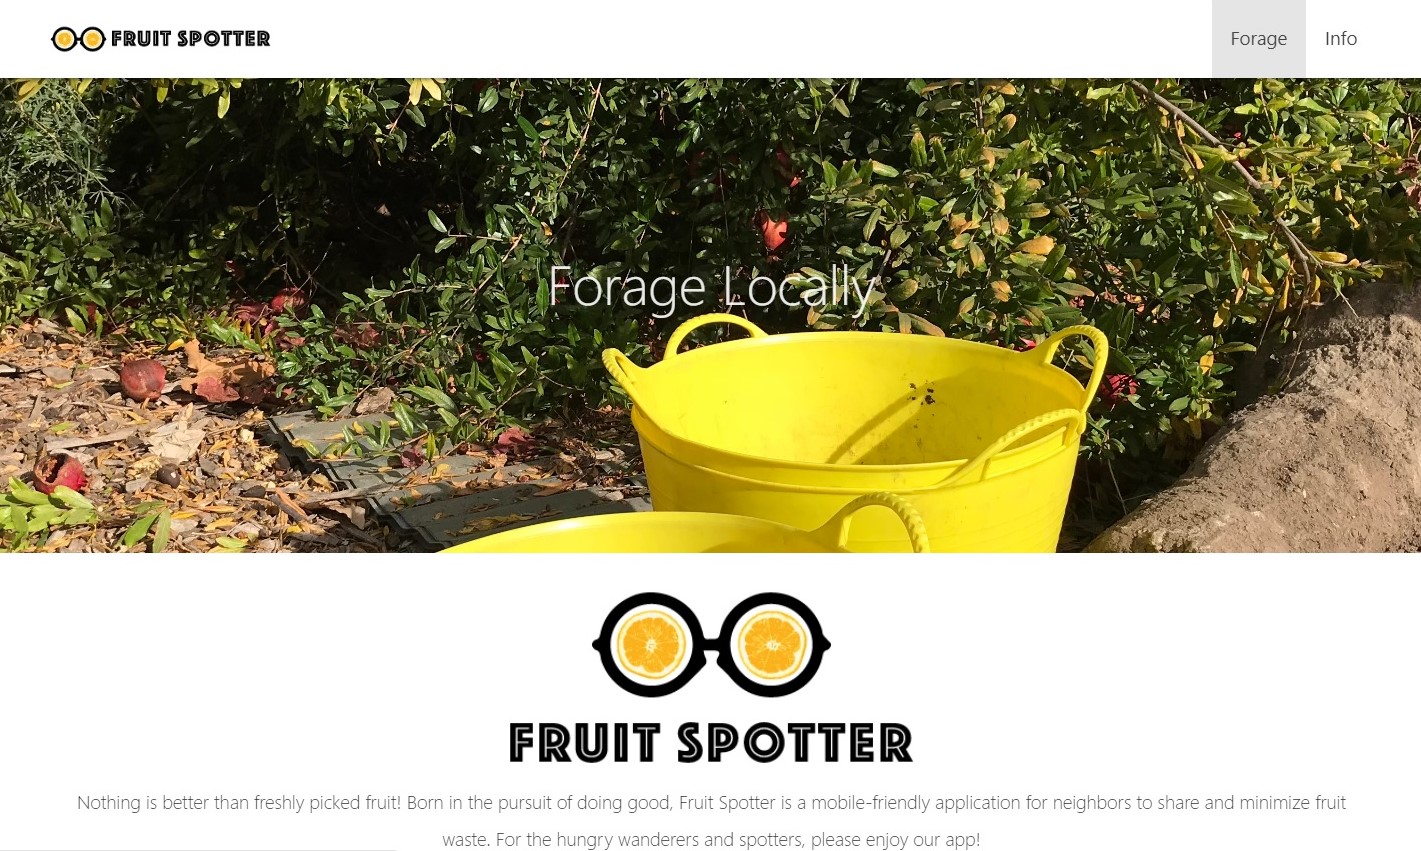 FRUIT SPOTTER
Forage
Info
Forage Locally
FRUIT SPOTTER
Nothing is better than freshly picked fruit! Born in the pursuit of doing good, Fruit Spotter is a mobile-friendly application for neighbors to share and minimize fruit
waste. For the hungry wanderers and spotters, please enjoy our app!